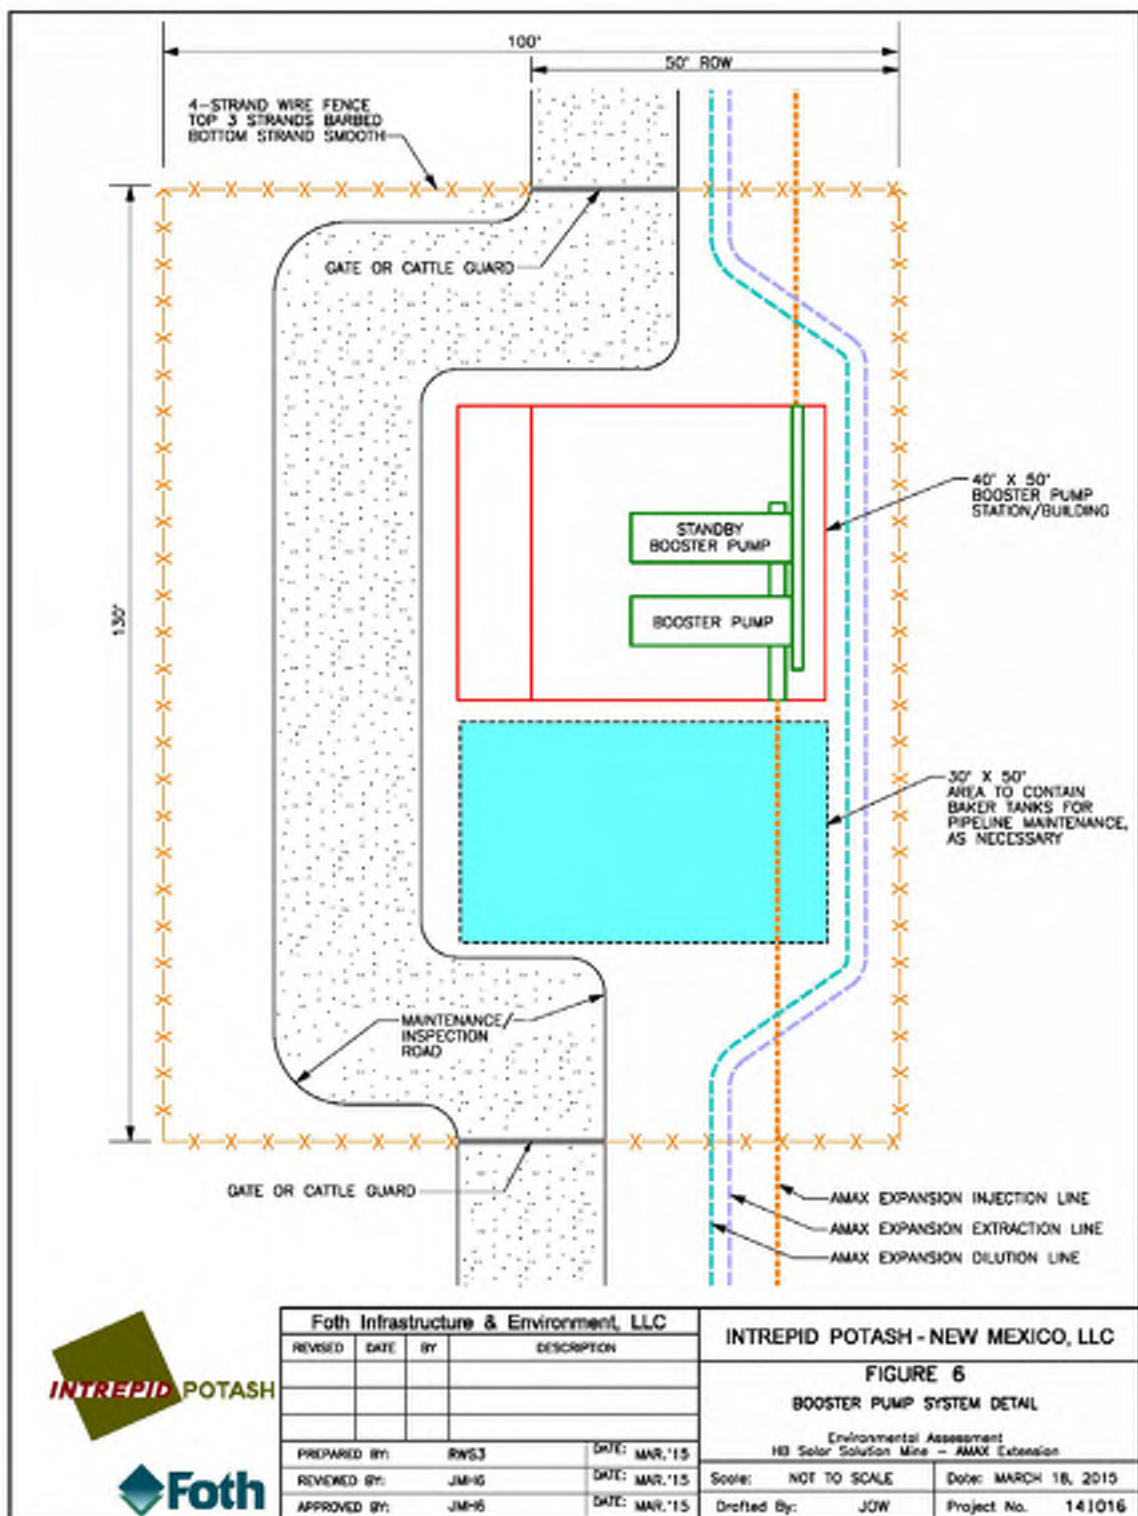 100'
50' ROW
4-STRAND WIRE FENCE
TOP 3 STRANDS BARBED
BOTTOM STRAND SMOOTH
GATE OR CATTLE GUARD
40' X 50'
BOOSTER PUMP
STATION/BUILDING
STANDBY
BOOSTER PUMP
BOOSTER PUMP
130'
30' X 50'
AREA TO CONTAIN
BAKER TANKS FOR
PIPELINE MAINTENANCE,
AS NECESSARY
MAINTENANCE/
INSPECTION
ROAD
GATE OR CATTLE GUARD
AMAX EXPANSION INJECTION LINE
AMAX EXPANSION EXTRACTION LINE
AMAX EXPANSION DILUTION LINE
INTREPID POTASH
Foth
Foth Infrastructure & Environment, LLC
REVISED DATE BY DESCRIPTION
PREPARED BY: RWS3 DATE: MAR.'15
REVIEWED BY: JMH6 DATE: MAR.'15
APPROVED BY: JMH6 DATE: MAR.'15
INTREPID POTASH - NEW MEXICO, LLC
FIGURE 6
BOOSTER PUMP SYSTEM DETAIL
Environmental Assessment
HB Solar Solution Mine - AMAX Extension
Scale: NOT TO SCALE Date: MARCH 18, 2015
Drafted By: JOW Project No. 14I016